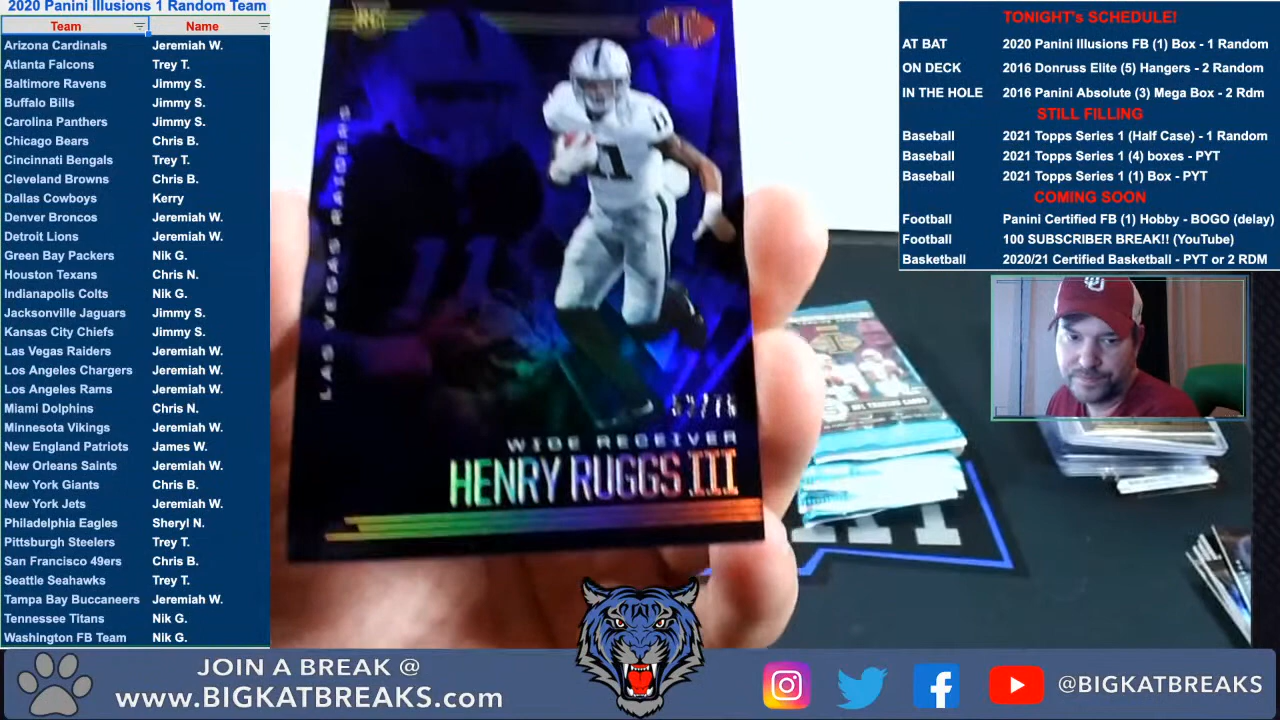 2020 Panini Illusions 1 Random Team
Team Name
Arizona Cardinals Jeremiah W.
Atlanta Falcons Trey T.
Baltimore Ravens Jimmy S.
Buffalo Bills Jimmy S.
Carolina Panthers Jimmy S.
Chicago Bears Chris B.
Cincinnati Bengals Trey T.
Cleveland Browns Chris B.
Dallas Cowboys Kerry
Denver Broncos Jeremiah W.
Detroit Lions Jeremiah W.
Green Bay Packers Nik G.
Houston Texans Chris N.
Indianapolis Colts Nik G.
Jacksonville Jaguars Jimmy S.
Kansas City Chiefs Jimmy S.
Las Vegas Raiders Jeremiah W.
Los Angeles Chargers Jeremiah W.
Los Angeles Rams Jeremiah W.
Miami Dolphins Chris N.
Minnesota Vikings Jeremiah W.
New England Patriots James W.
New Orleans Saints Jeremiah W.
New York Giants Chris B.
New York Jets Jeremiah W.
Philadelphia Eagles Sheryl N.
Pittsburgh Steelers Trey T.
San Francisco 49ers Chris B.
Seattle Seahawks Trey T.
Tampa Bay Buccaneers Jeremiah W.
Tennessee Titans Nik G.
Washington FB Team Nik G.
LAS VEGAS RAIDERS
11
11
WIDE RECEIVER
HENRY RUGGS III
TONIGHT's SCHEDULE!
AT BAT 2020 Panini Illusions FB (1) Box - 1 Random
ON DECK 2016 Donruss Elite (5) Hangers - 2 Random
IN THE HOLE 2016 Panini Absolute (3) Mega Box - 2 Rdm
STILL FILLING
Baseball 2021 Topps Series 1 (Half Case) - 1 Random
Baseball 2021 Topps Series 1 (4) boxes - PYT
Baseball 2021 Topps Series 1 (1) Box - PYT
COMING SOON
Football Panini Certified FB (1) Hobby - BOGO (delay)
Football 100 SUBSCRIBER BREAK!! (YouTube)
Basketball 2020/21 Certified Basketball - PYT or 2 RDM
OU
JOIN A BREAK @
www.BIGKATBREAKS.com
@BIGKATBREAKS